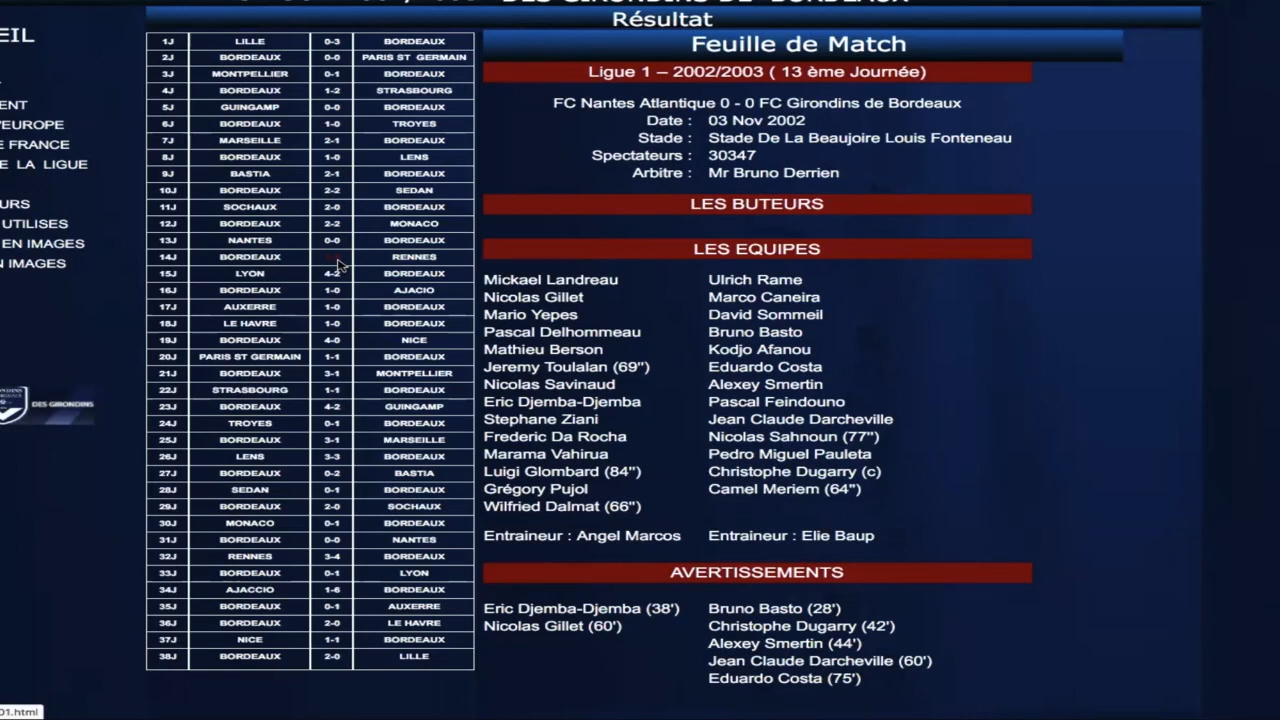 DES GIRONDINS DE BORDEAUX
Résultat
EIL
ENT
'EUROPE
E FRANCE
E LA LIGUE
URS
UTILISES
EN IMAGES
N IMAGES
DES GIRONDINS
1J LILLE 0-3 BORDEAUX
2J BORDEAUX 0-0 PARIS ST GERMAIN
3J MONTPELLIER 0-1 BORDEAUX
4J BORDEAUX 1-2 STRASBOURG
5J GUINGAMP 0-0 BORDEAUX
6J BORDEAUX 1-0 TROYES
7J MARSEILLE 2-1 BORDEAUX
8J BORDEAUX 1-0 LENS
9J BASTIA 2-1 BORDEAUX
10J BORDEAUX 2-2 SEDAN
11J SOCHAUX 2-0 BORDEAUX
12J BORDEAUX 2-2 MONACO
13J NANTES 0-0 BORDEAUX
14J BORDEAUX RENNES
15J LYON 4-2 BORDEAUX
16J BORDEAUX 1-0 AJACIO
17J AUXERRE 1-0 BORDEAUX
18J LE HAVRE 1-0 BORDEAUX
19J BORDEAUX 4-0 NICE
20J PARIS ST GERMAIN 1-1 BORDEAUX
21J BORDEAUX 3-1 MONTPELLIER
22J STRASBOURG 1-1 BORDEAUX
23J BORDEAUX 4-2 GUINGAMP
24J TROYES 0-1 BORDEAUX
25J BORDEAUX 3-1 MARSEILLE
26J LENS 3-3 BORDEAUX
27J BORDEAUX 0-2 BASTIA
28J SEDAN 0-1 BORDEAUX
29J BORDEAUX 2-0 SOCHAUX
30J MONACO 0-1 BORDEAUX
31J BORDEAUX 0-0 NANTES
32J RENNES 3-4 BORDEAUX
33J BORDEAUX 0-1 LYON
34J AJACCIO 1-6 BORDEAUX
35J BORDEAUX 0-1 AUXERRE
36J BORDEAUX 2-0 LE HAVRE
37J NICE 1-1 BORDEAUX
38J BORDEAUX 2-0 LILLE
Feuille de Match
Ligue 1 – 2002/2003 ( 13 ème Journée)
FC Nantes Atlantique 0 - 0 FC Girondins de Bordeaux
Date : 03 Nov 2002
Stade : Stade De La Beaujoire Louis Fonteneau
Spectateurs : 30347
Arbitre : Mr Bruno Derrien
LES BUTEURS
LES EQUIPES
Mickael Landreau Ulrich Rame
Nicolas Gillet Marco Caneira
Mario Yepes David Sommeil
Pascal Delhommeau Bruno Basto
Mathieu Berson Kodjo Afanou
Jeremy Toulalan (69'') Eduardo Costa
Nicolas Savinaud Alexey Smertin
Eric Djemba-Djemba Pascal Feindouno
Stephane Ziani Jean Claude Darcheville
Frederic Da Rocha Nicolas Sahnoun (77'')
Marama Vahirua Pedro Miguel Pauleta
Luigi Glombard (84'') Christophe Dugarry (c)
Grégory Pujol Camel Meriem (64'')
Wilfried Dalmat (66'')
Entraineur : Angel Marcos Entraineur : Elie Baup
AVERTISSEMENTS
Eric Djemba-Djemba (38') Bruno Basto (28')
Nicolas Gillet (60') Christophe Dugarry (42')
Alexey Smertin (44')
Jean Claude Darcheville (60')
Eduardo Costa (75')
01.html